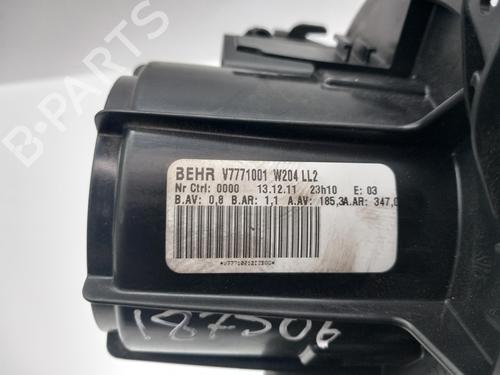 B-PARTS
BEHR V7771001 W204 LL2
Nr Ctrl: 0000 13.12.11 23h10 E: 03
B.AV: 0,8 B.AR: 1,1 A.AV: 185,3A.AR: 347,0
187506